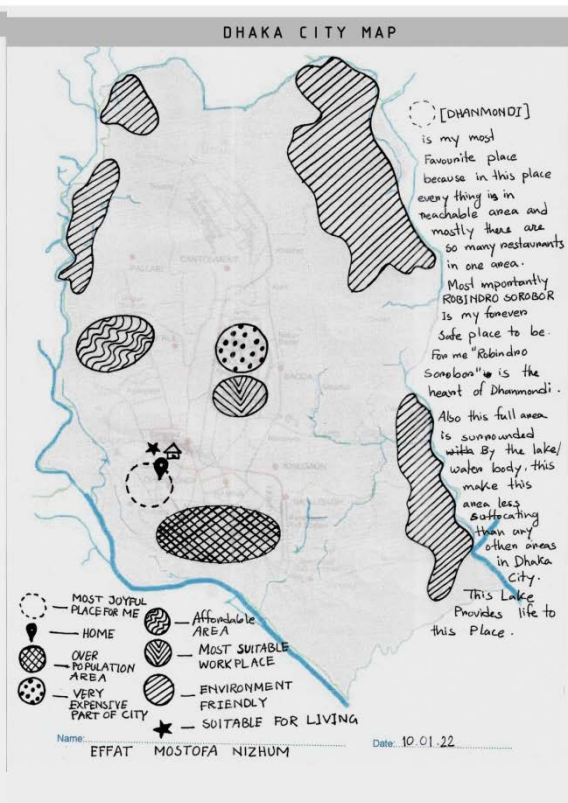 DHAKA CITY MAP
[DHANMONDI]
is my most
Favourite place
because in this place
every thing is in
reachable area and
mostly there are
so many restaurants
in one area.
Most importantly
ROBINDRO SOROBOR
Is my forever
Safe place to be.
For me "Robindro
Sorobor" is the
heart of Dhanmondi.
Also this full area
is surrounded
with By the lake/
water body. this
make this
area less
suffocating
than any
other areas
in Dhaka
City.
This Lake
Provides life to
this Place.
PALLABI
CANTONMENT
MOST JOYFUL
PLACE FOR ME
HOME
OVER
POPULATION
AREA
VERY
EXPENSIVE
PART OF CITY
Affordable
AREA
MOST SUITABLE
WORKPLACE
ENVIRONMENT
FRIENDLY
SUITABLE FOR LIVING
Name:
EFFAT MOSTOFA NIZHUM
Date: 10.01.22